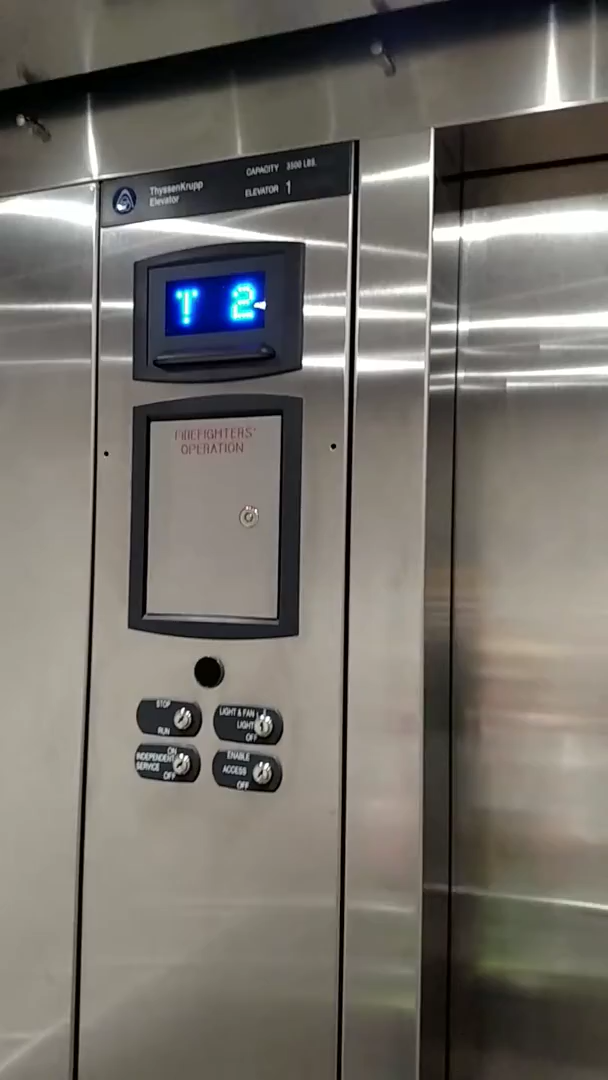 ThyssenKrupp
Elevator
CAPACITY 3500 LBS.
ELEVATOR 1
T 2
FIREFIGHTERS'
OPERATION
STOP
RUN
LIGHT & FAN
LIGHT
OFF
ON
INDEPENDENT
SERVICE
OFF
ENABLE
ACCESS
OFF